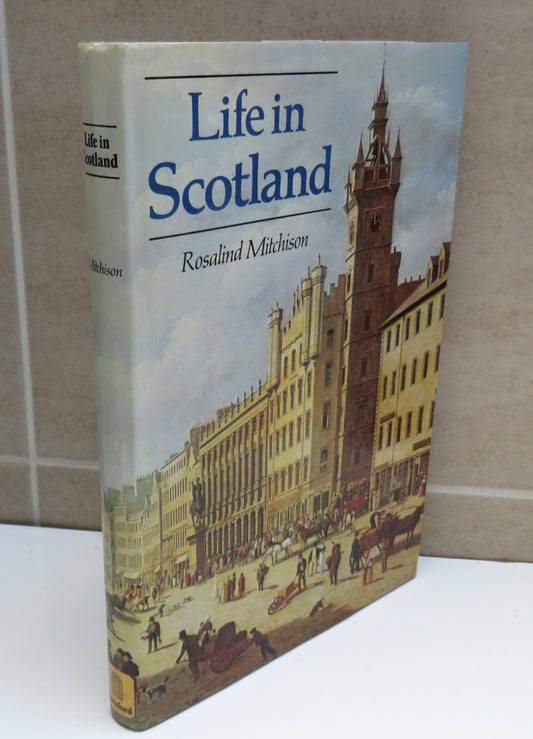 Life in
Scotland
Rosalind Mitchison
Life in
Scotland
Mitchison